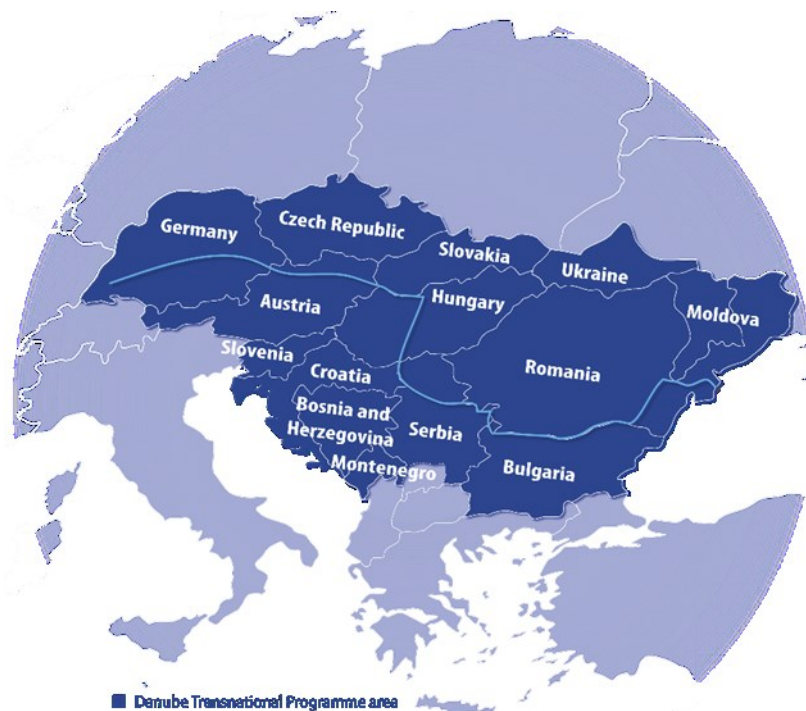 Germany
Czech Republic
Slovakia
Ukraine
Austria
Hungary
Moldova
Slovenia
Croatia
Romania
Bosnia and
Herzegovina
Serbia
Montenegro
Bulgaria
Danube Transnational Programme area